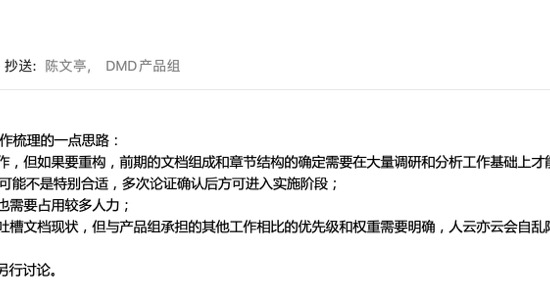 抄送: 陈文亭, DMD产品组
作梳理的一点思路：
作，但如果要重构，前期的文档组成和章节结构的确定需要在大量调研和分析工作基础上才能
可能不是特别合适，多次论证确认后方可进入实施阶段；
也需要占用较多人力；
吐槽文档现状，但与产品组承担的其他工作相比的优先级和权重需要明确，人云亦云会自乱
另行讨论。